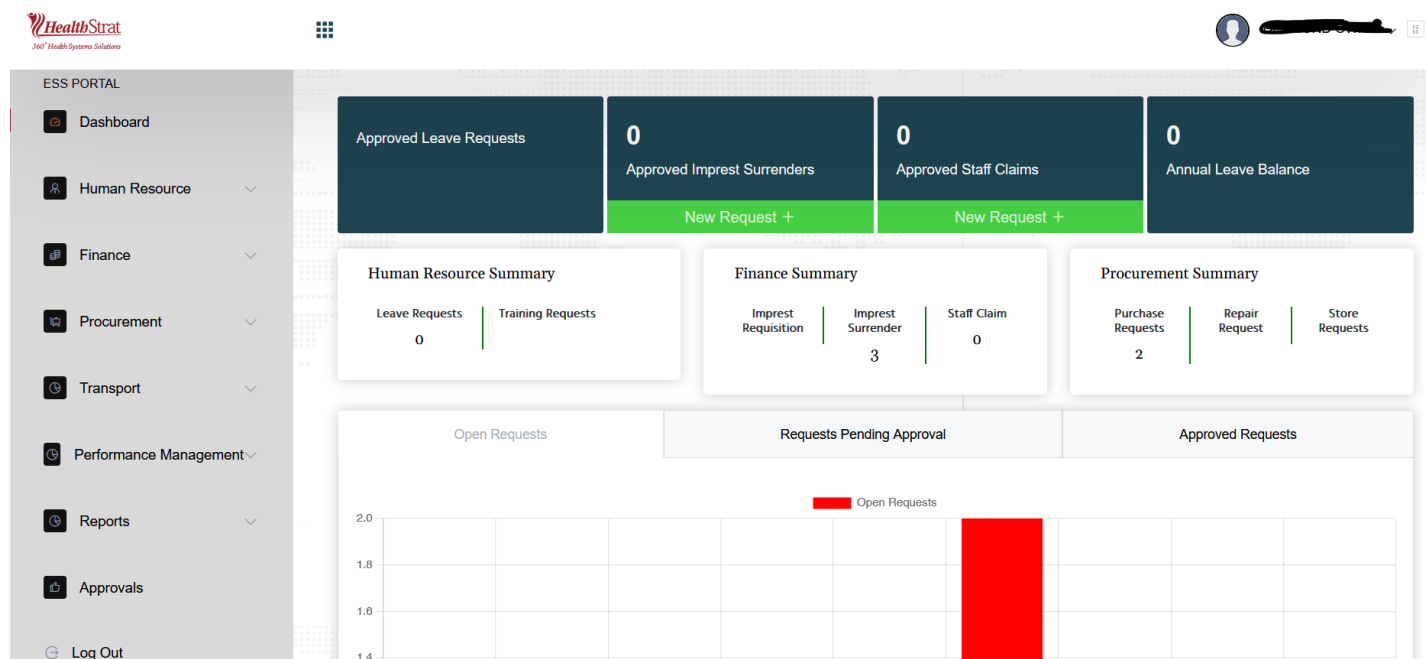 HealthStrat
360° Health Systems Solutions
ESS PORTAL
Dashboard
Human Resource
Finance
Procurement
Transport
Performance Management
Reports
Approvals
Log Out
Approved Leave Requests
0
Approved Imprest Surrenders
New Request +
0
Approved Staff Claims
New Request +
0
Annual Leave Balance
Human Resource Summary
Leave Requests
0
Training Requests
Finance Summary
Imprest
Requisition
Imprest
Surrender
3
Staff Claim
0
Procurement Summary
Purchase
Requests
2
Repair
Request
Store
Requests
Open Requests
Requests Pending Approval
Approved Requests
Open Requests
2.0
1.8
1.6
1.4